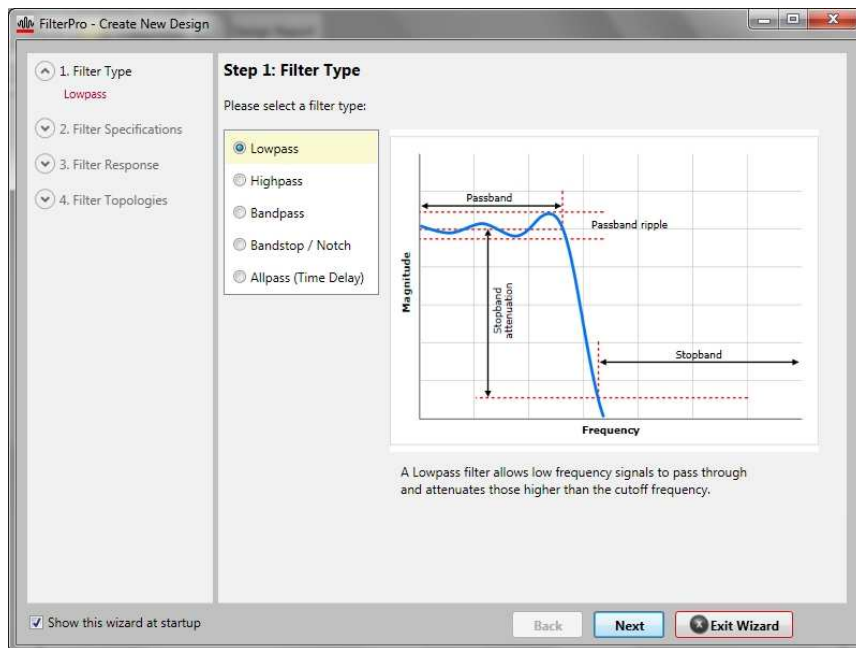 FilterPro - Create New Design
1. Filter Type
Lowpass
2. Filter Specifications
3. Filter Response
4. Filter Topologies
Step 1: Filter Type
Please select a filter type:
Lowpass
Highpass
Bandpass
Bandstop / Notch
Allpass (Time Delay)
Passband
Passband ripple
Magnitude
Stopband
attenuation
Stopband
Frequency
A Lowpass filter allows low frequency signals to pass through
and attenuates those higher than the cutoff frequency.
Show this wizard at startup
Back
Next
Exit Wizard